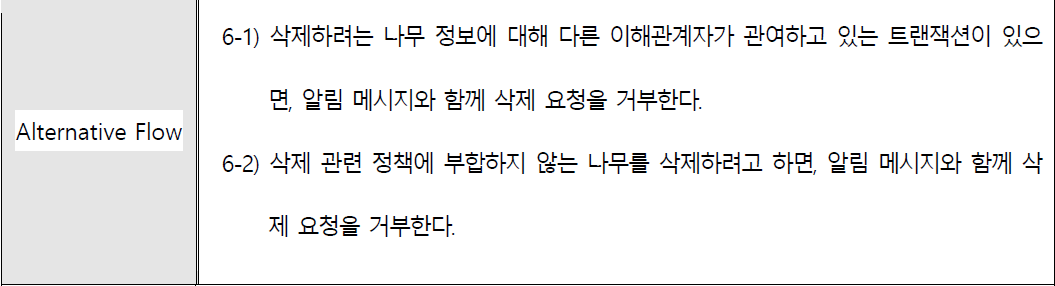 Alternative Flow
6-1) 삭제하려는 나무 정보에 대해 다른 이해관계자가 관여하고 있는 트랜잭션이 있으
면, 알림 메시지와 함께 삭제 요청을 거부한다.
6-2) 삭제 관련 정책에 부합하지 않는 나무를 삭제하려고 하면, 알림 메시지와 함께 삭
제 요청을 거부한다.